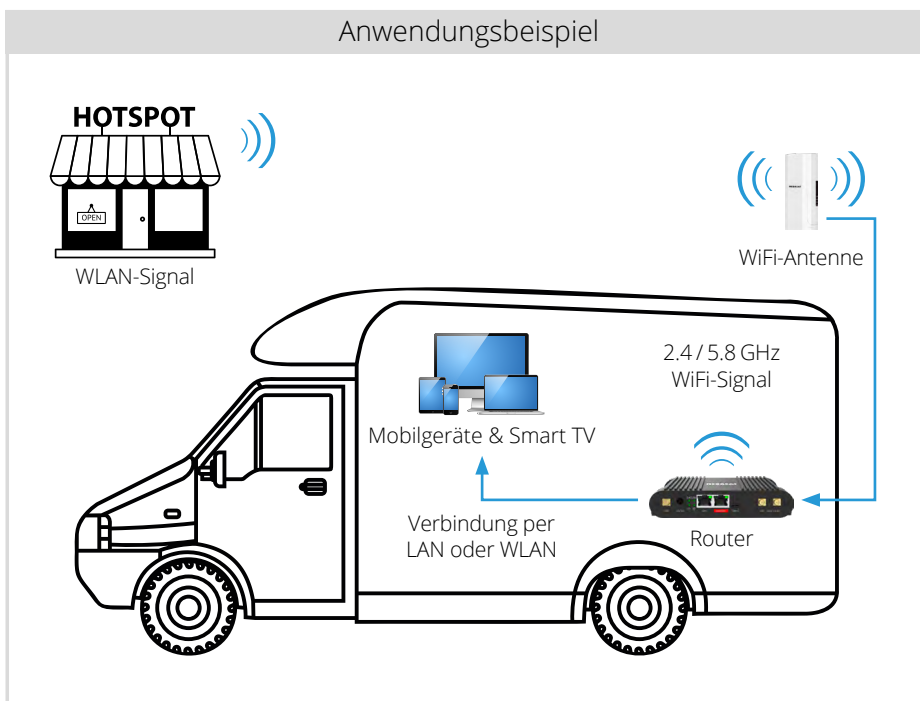 Anwendungsbeispiel
HOTSPOT
OPEN
WLAN-Signal
WiFi-Antenne
2.4 / 5.8 GHz
WiFi-Signal
Mobilgeräte & Smart TV
Verbindung per
LAN oder WLAN
Router